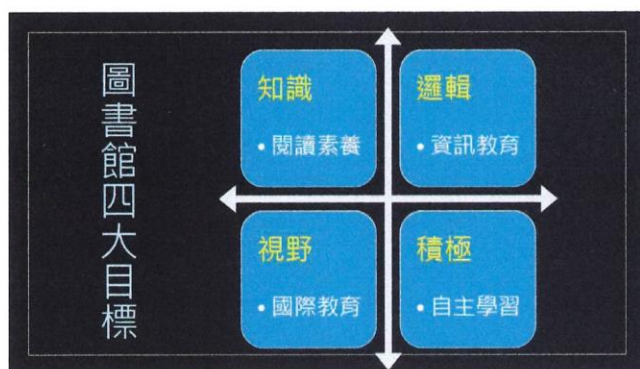 圖書館四大目標
知識
• 閱讀素養
邏輯
• 資訊教育
視野
• 國際教育
積極
• 自主學習